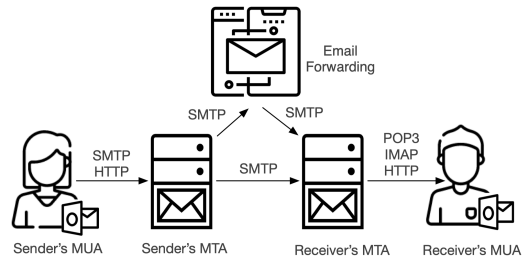 Email
Forwarding
SMTP
SMTP
SMTP
HTTP
SMTP
POP3
IMAP
HTTP
Sender's MUA
Sender's MTA
Receiver's MTA
Receiver's MUA